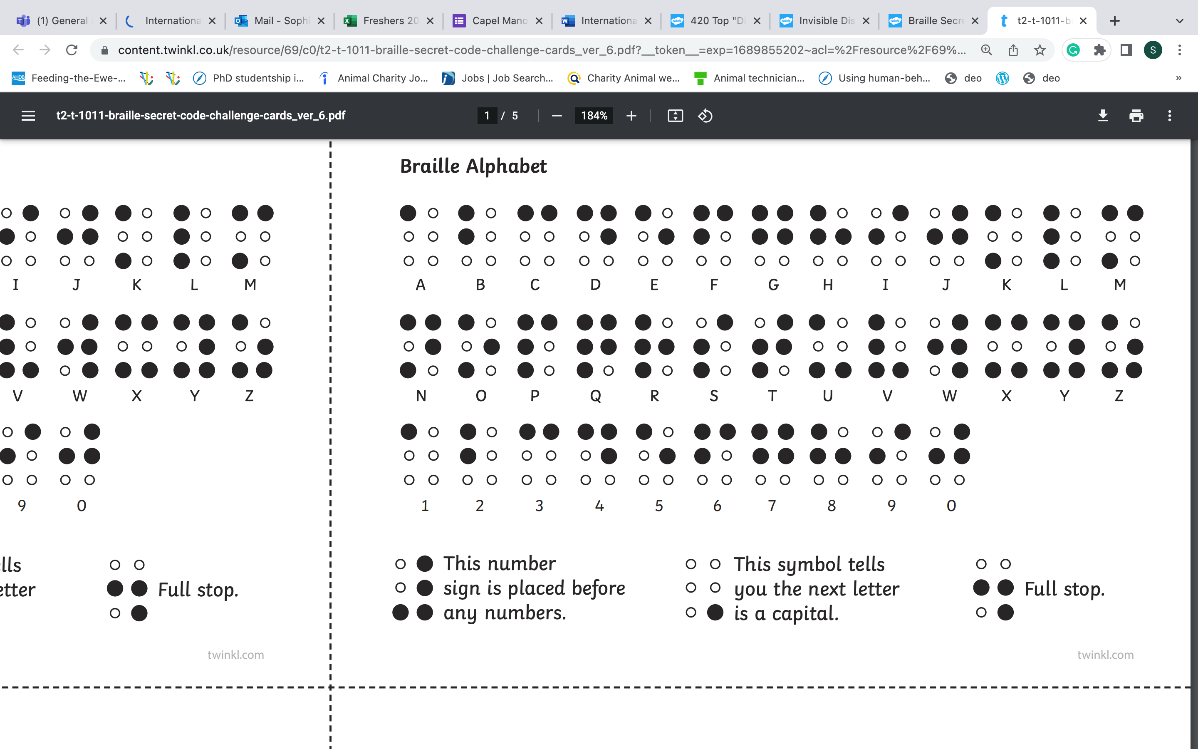 (1) General
Internationa
Mail - Sophi
Freshers 20
Capel Mano
Internationa
420 Top "Di
Invisible Dis
Braille Secre
t2-t-1011-b
content.twinkl.co.uk/resource/69/c0/t2-t-1011-braille-secret-code-challenge-cards_ver_6.pdf?__token__=exp=1689855202~acl=%2Fresource%2F69%...
S
Feeding-the-Ewe-...
PhD studentship i...
Animal Charity Jo...
Jobs | Job Search...
Charity Animal we...
Animal technician...
Using human-beh...
deo
deo
»
t2-t-1011-braille-secret-code-challenge-cards_ver_6.pdf
1 / 5
184%
Braille Alphabet
I J K L M
A B C D E F G H I J K L M
V W X Y Z
N O P Q R S T U V W X Y Z
9 0
1 2 3 4 5 6 7 8 9 0
lls
etter
Full stop.
This number
sign is placed before
any numbers.
This symbol tells
you the next letter
is a capital.
Full stop.
twinkl.com
twinkl.com